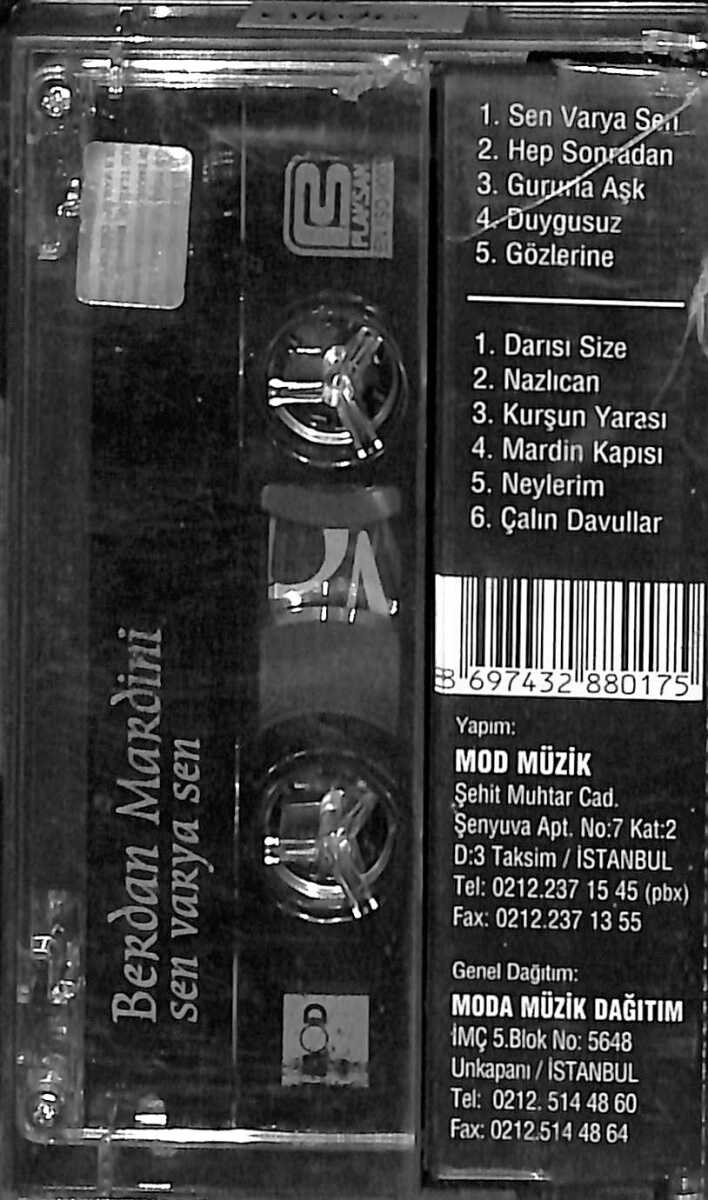 PLAKSAN
Berdan Mardini
sen varya sen
1. Sen Varya Sen
2. Hep Sonradan
3. Gururla Aşk
4. Duygusuz
5. Gözlerine
1. Darısı Size
2. Nazlıcan
3. Kurşun Yarası
4. Mardin Kapısı
5. Neylerim
6. Çalın Davullar
8 697432 880175
Yapım:
MOD MÜZİK
Şehit Muhtar Cad.
Şenyuva Apt. No:7 Kat:2
D:3 Taksim / İSTANBUL
Tel: 0212.237 15 45 (pbx)
Fax: 0212.237 13 55
Genel Dağıtım:
MODA MÜZİK DAĞITIM
İMÇ 5.Blok No: 5648
Unkapanı / İSTANBUL
Tel: 0212. 514 48 60
Fax: 0212.514 48 64